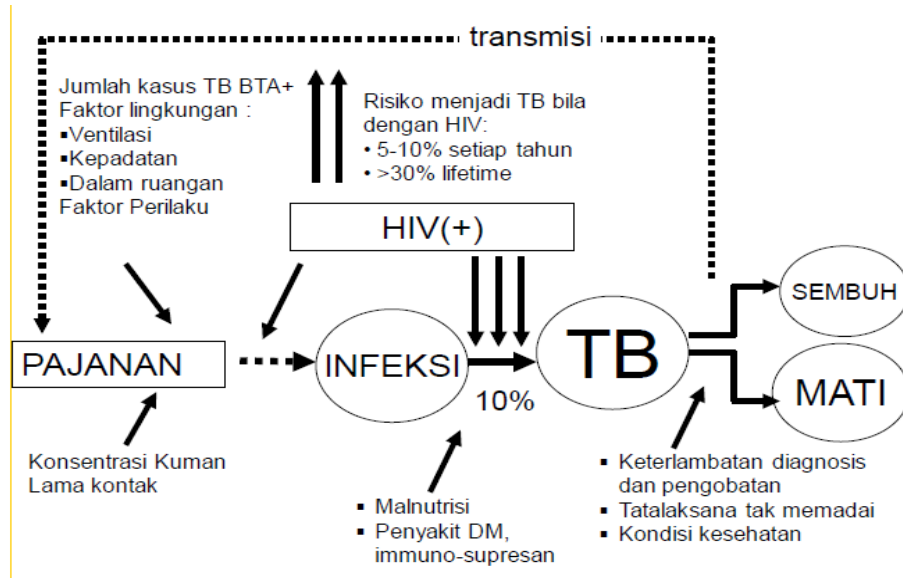 transmisi
Jumlah kasus TB BTA+
Faktor lingkungan :
▪Ventilasi
▪Kepadatan
▪Dalam ruangan
Faktor Perilaku
Risiko menjadi TB bila
dengan HIV:
• 5-10% setiap tahun
• >30% lifetime
HIV(+)
PAJANAN
INFEKSI
10%
TB
SEMBUH
MATI
Konsentrasi Kuman
Lama kontak
▪ Malnutrisi
▪ Penyakit DM,
immuno-supresan
▪ Keterlambatan diagnosis
dan pengobatan
▪ Tatalaksana tak memadai
▪ Kondisi kesehatan